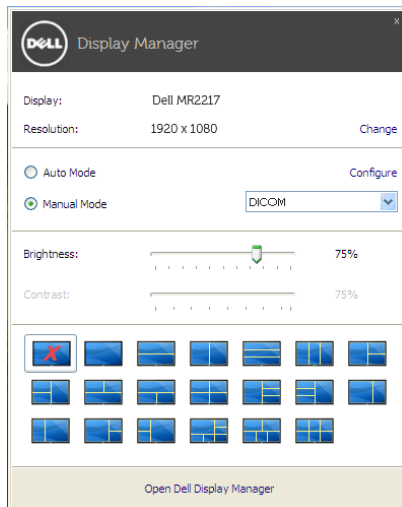 x
DELL Display Manager
Display: Dell MR2217
Resolution: 1920 x 1080 Change
Auto Mode Configure
Manual Mode DICOM
Brightness: 75%
Contrast: 75%
Open Dell Display Manager